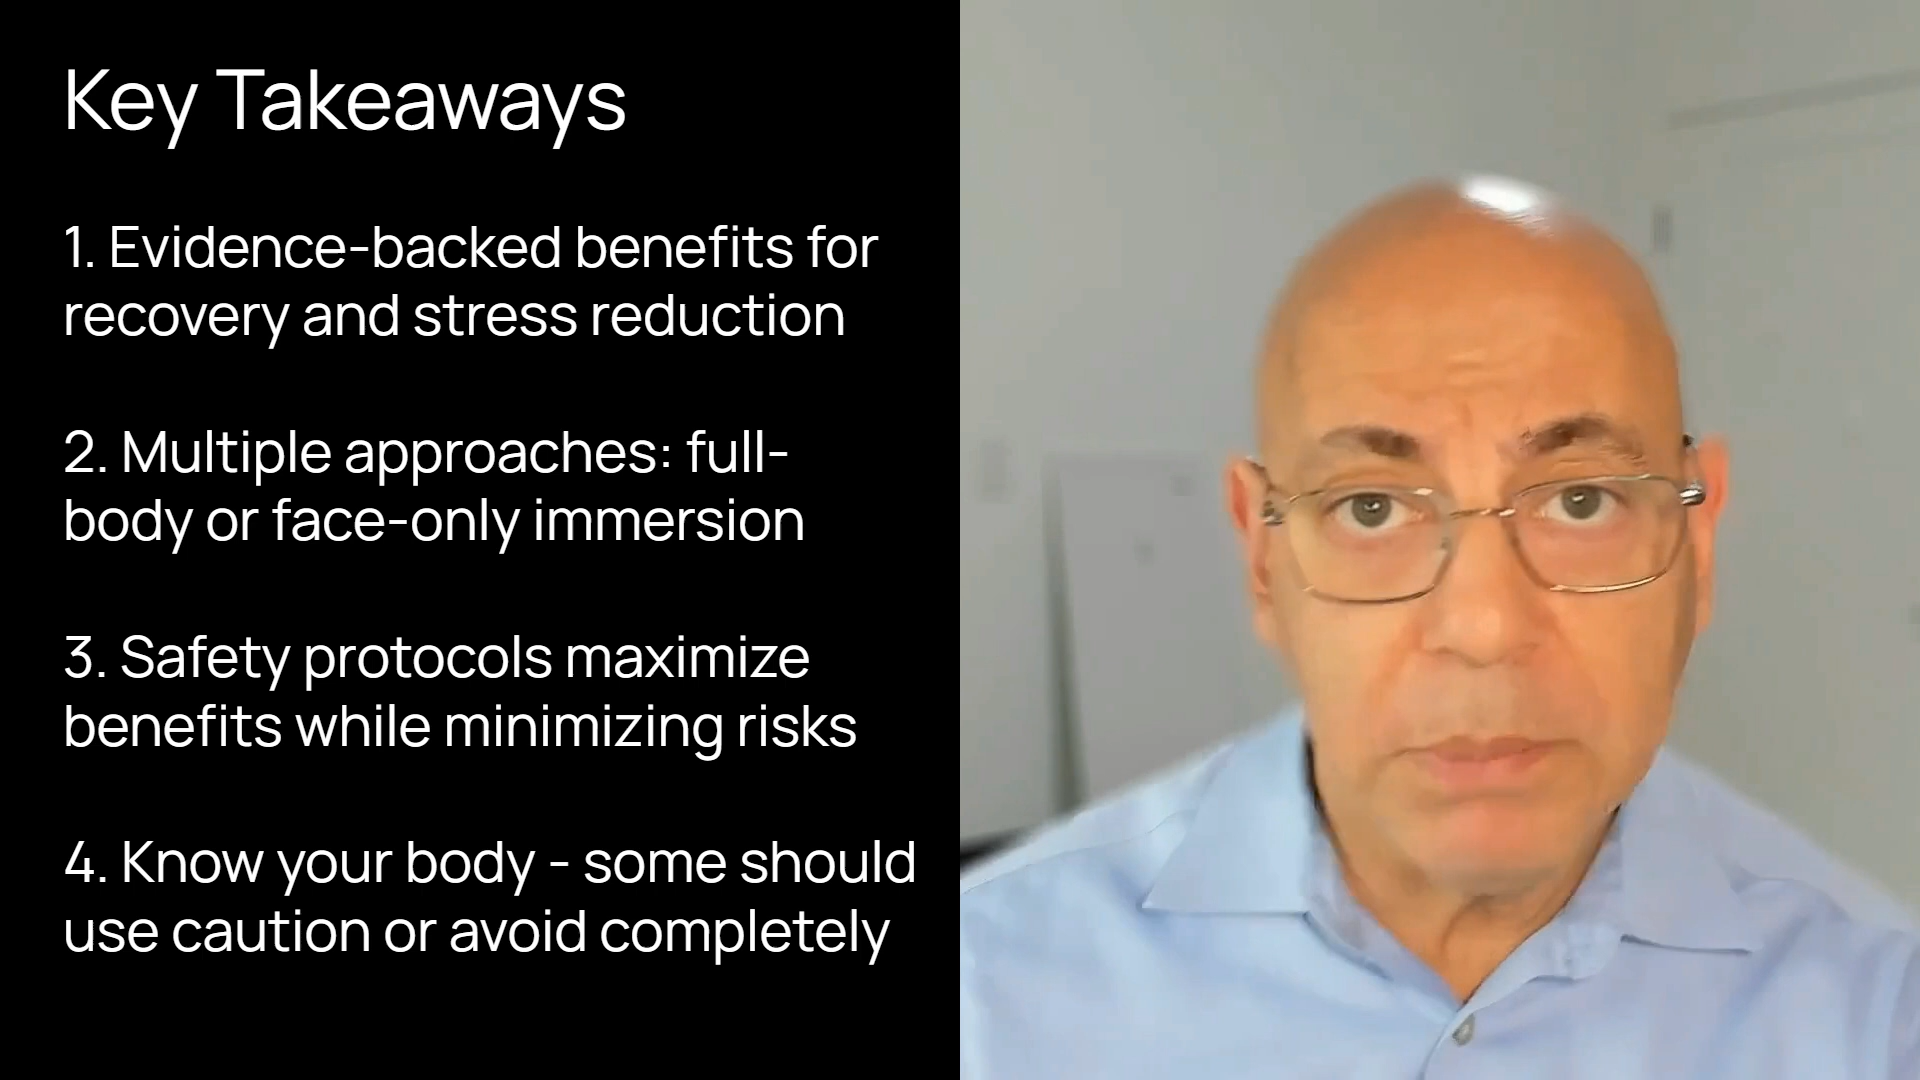 Key Takeaways
1. Evidence-backed benefits for
recovery and stress reduction
2. Multiple approaches: full-
body or face-only immersion
3. Safety protocols maximize
benefits while minimizing risks
4. Know your body - some should
use caution or avoid completely